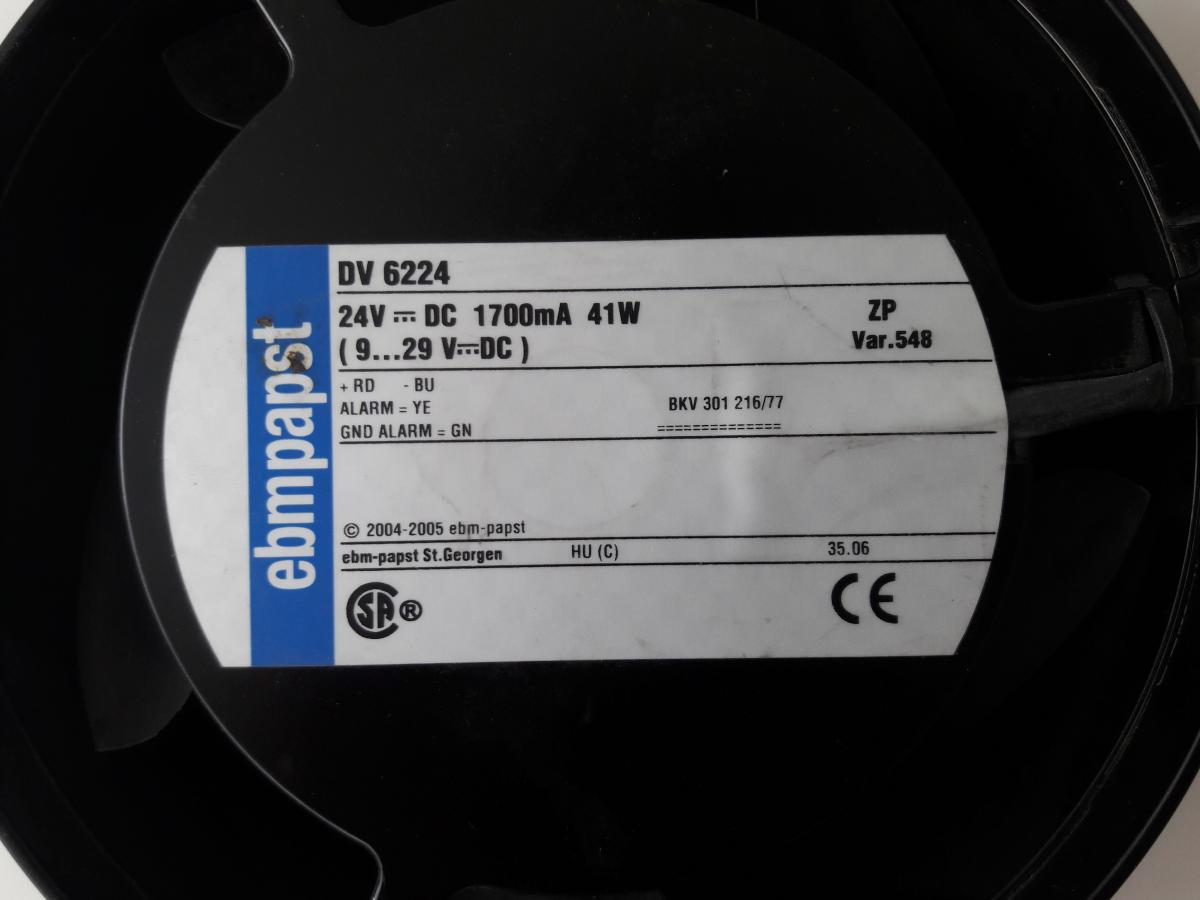 ebmpapst
DV 6224
24V ⎓ DC 1700mA 41W
(9...29 V⎓DC)
ZP
Var.548
+ RD - BU
ALARM = YE
GND ALARM = GN
BKV 301 216/77
==============
© 2004-2005 ebm-papst
ebm-papst St.Georgen HU (C) 35.06
SA®
CE